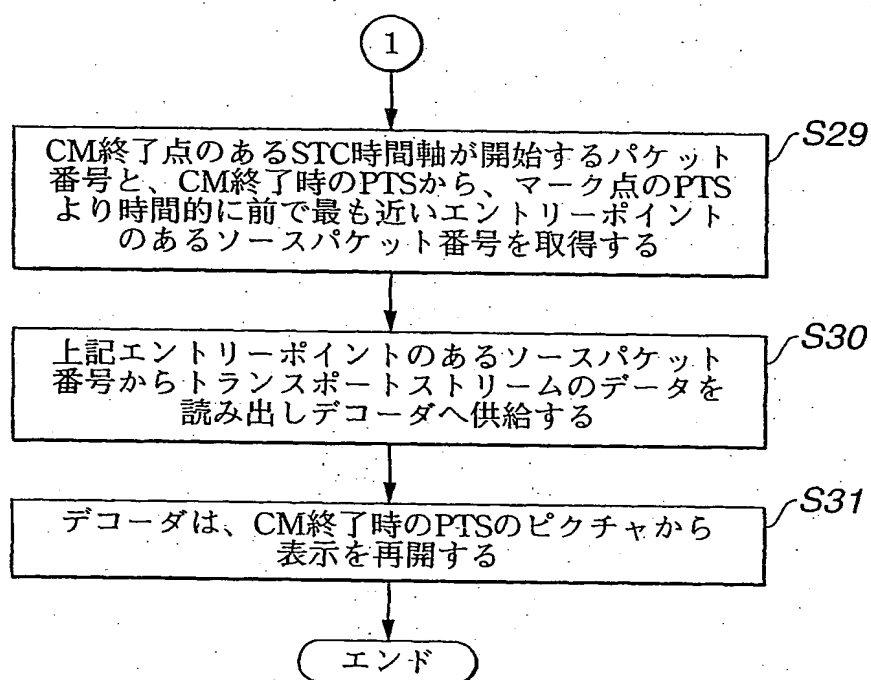 1
S29
CM終了点のあるSTC時間軸が開始するパケット
番号と、CM終了時のPTSから、マーク点のPTS
より時間的に前で最も近いエントリーポイント
のあるソースパケット番号を取得する
S30
上記エントリーポイントのあるソースパケット
番号からトランスポートストリームのデータを
読み出しデコーダへ供給する
S31
デコーダは、CM終了時のPTSのピクチャから
表示を再開する
エンド